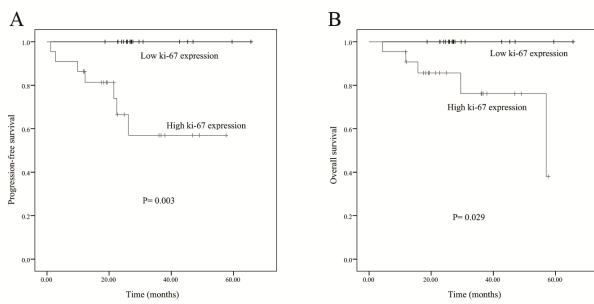 A
B
Progression-free survival
1.0
0.8
0.6
0.4
0.2
0.0
Low ki-67 expression
High ki-67 expression
P= 0.003
0.00
20.00
40.00
60.00
Time (months)
Overall survival
1.0
0.8
0.6
0.4
0.2
0.0
Low ki-67 expression
High ki-67 expression
P= 0.029
0.00
20.00
40.00
60.00
Time (months)